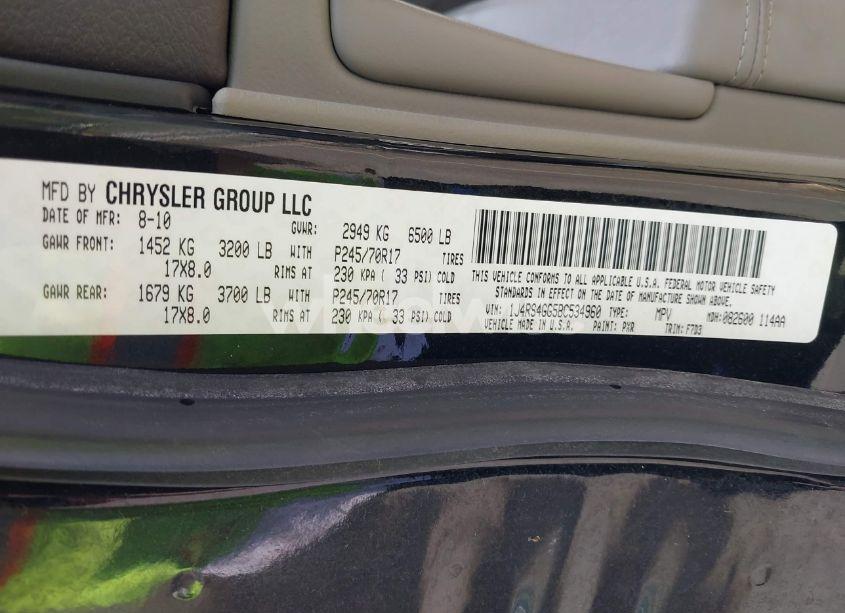 MFD BY CHRYSLER GROUP LLC
DATE OF MFR: 8-10 GVWR: 2949 KG 6500 LB
GAWR FRONT: 1452 KG 3200 LB WITH P245/70R17 TIRES
17X8.0 RIMS AT 230 KPA ( 33 PSI) COLD
GAWR REAR: 1679 KG 3700 LB WITH P245/70R17 TIRES
17X8.0 RIMS AT 230 KPA ( 33 PSI) COLD
THIS VEHICLE CONFORMS TO ALL APPLICABLE U.S.A. FEDERAL MOTOR VEHICLE SAFETY
STANDARDS IN EFFECT ON THE DATE OF MANUFACTURE SHOWN ABOVE.
VIN: 1J4RS4GG5BC534960 TYPE: MPV MDH: 082600 114AA
VEHICLE MADE IN U.S.A. PAINT: PXR TRIM: F7D3